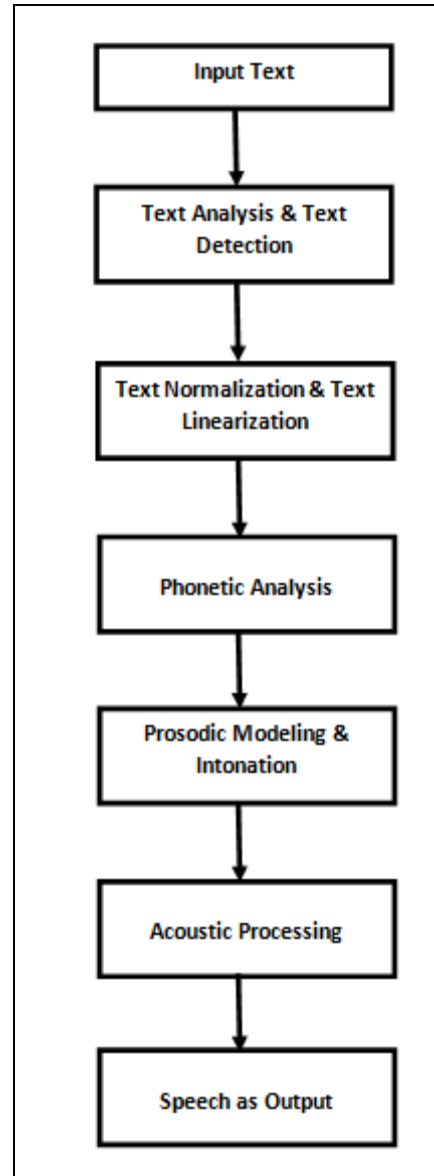 Input Text
Text Analysis & Text
Detection
Text Normalization & Text
Linearization
Phonetic Analysis
Prosodic Modeling &
Intonation
Acoustic Processing
Speech as Output